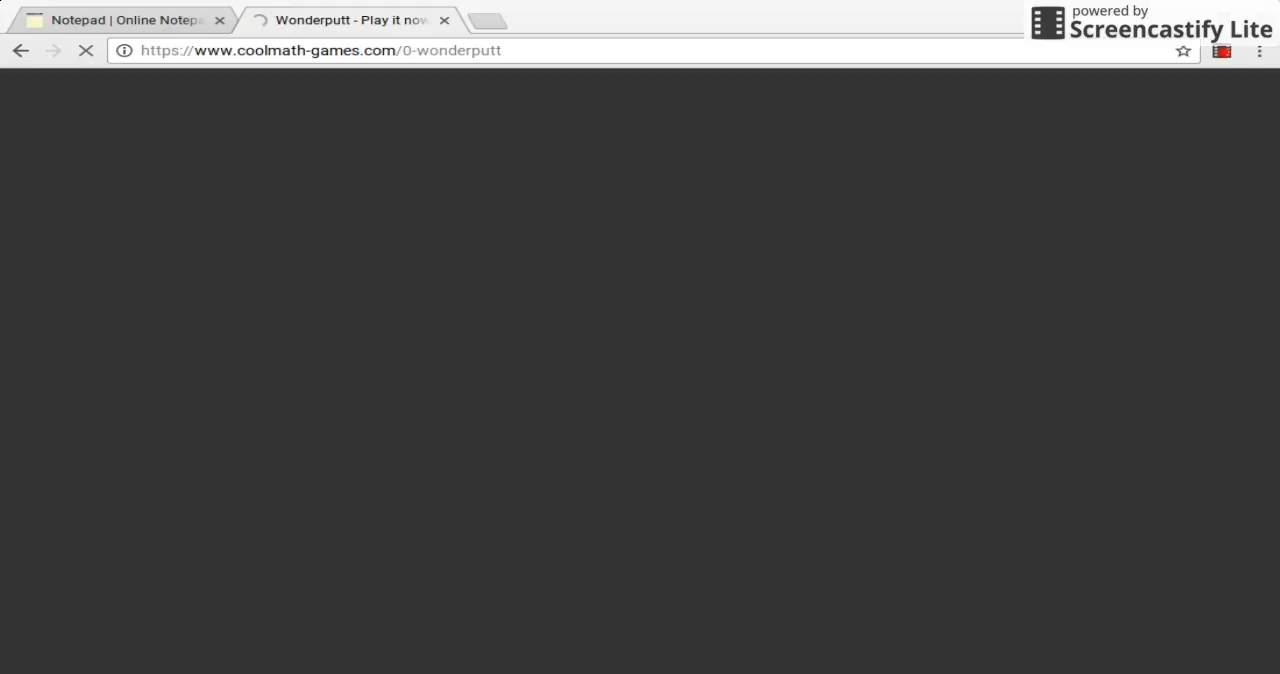 Notepad | Online Notepa
Wonderputt - Play it now
powered by
Screencastify Lite
https://www.coolmath-games.com/0-wonderputt